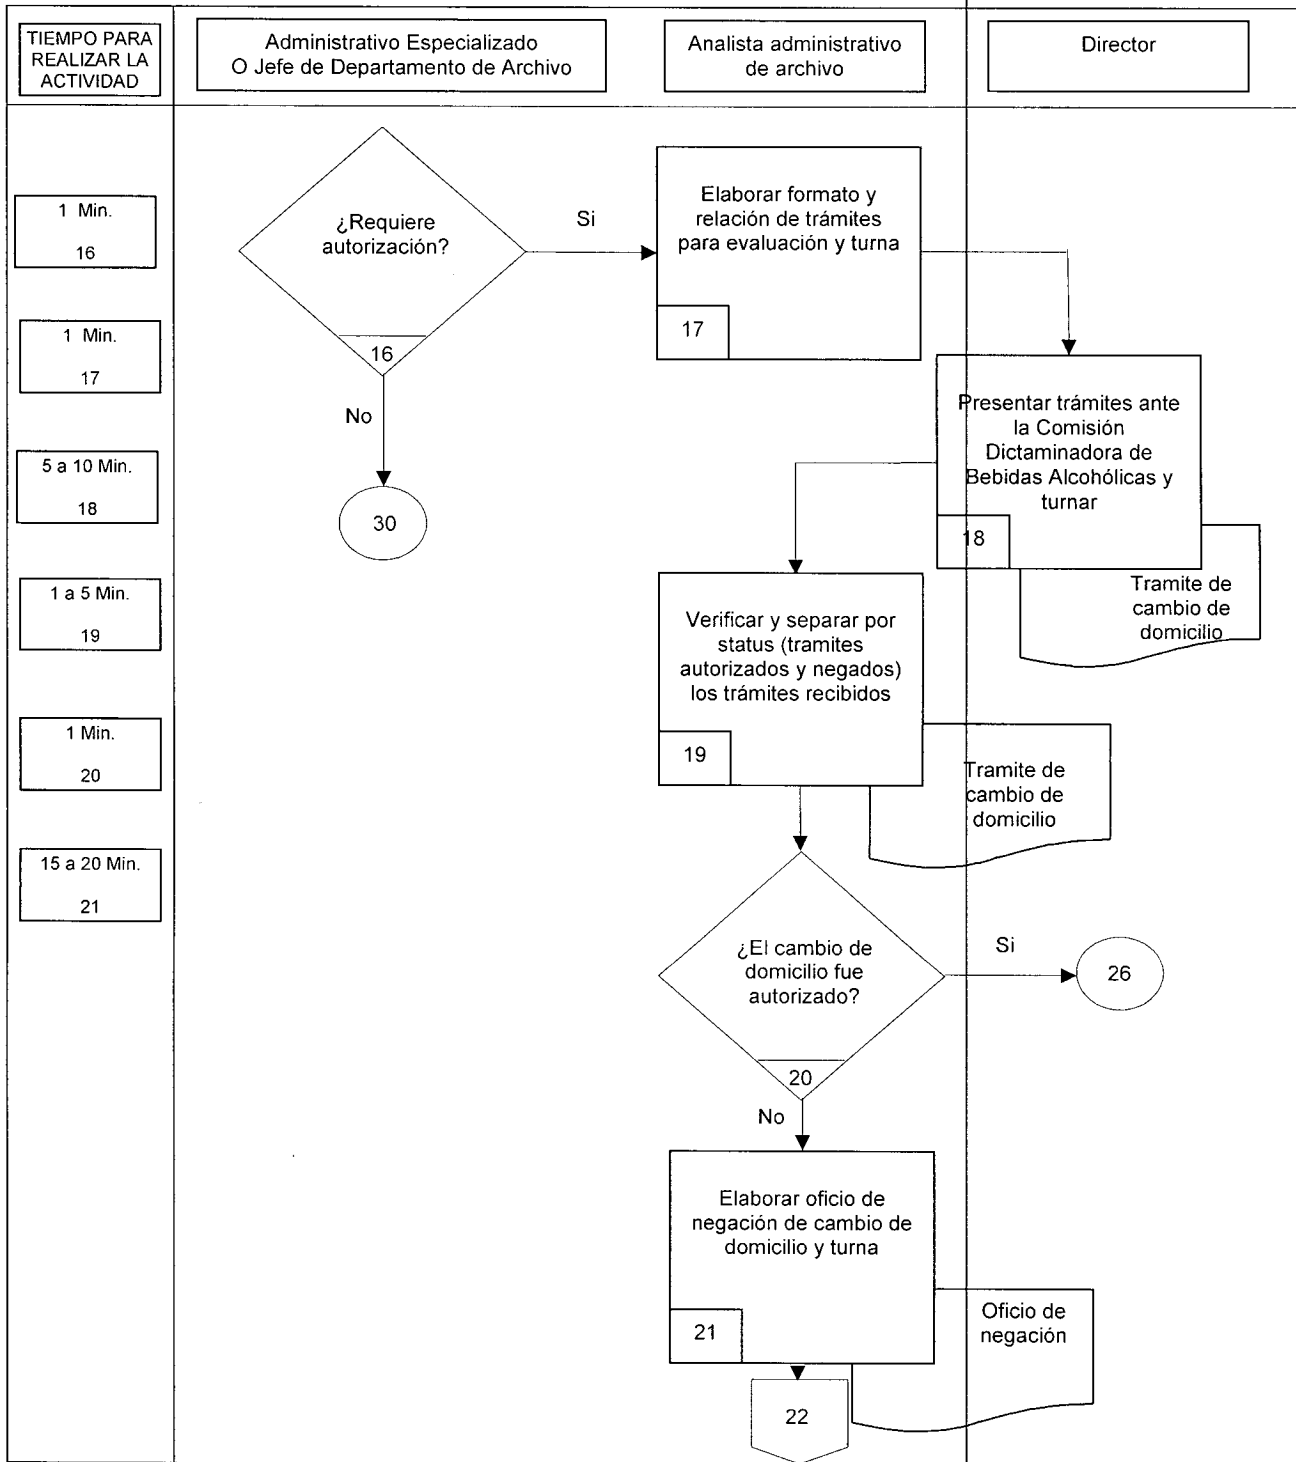 TIEMPO PARA
REALIZAR LA
ACTIVIDAD
Administrativo Especializado
O Jefe de Departamento de Archivo
Analista administrativo
de archivo
Director
1 Min.
16
1 Min.
17
5 a 10 Min.
18
1 a 5 Min.
19
1 Min.
20
15 a 20 Min.
21
¿Requiere
autorización?
16
Si
No
30
Elaborar formato y
relación de trámites
para evaluación y turna
17
Presentar trámites ante
la Comisión
Dictaminadora de
Bebidas Alcohólicas y
turnar
18
Tramite de
cambio de
domicilio
Verificar y separar por
status (tramites
autorizados y negados)
los trámites recibidos
19
Tramite de
cambio de
domicilio
¿El cambio de
domicilio fue
autorizado?
20
Si
26
No
Elaborar oficio de
negación de cambio de
domicilio y turna
21
Oficio de
negación
22